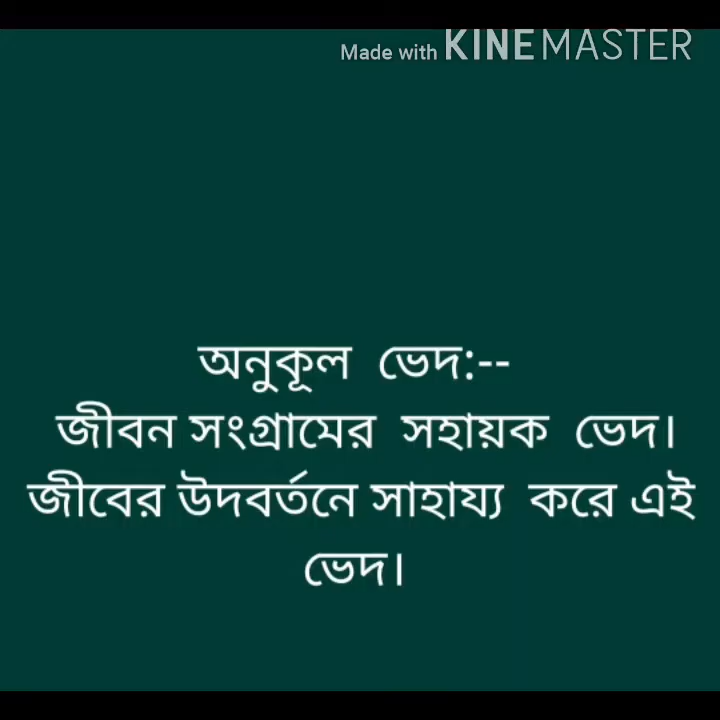 Made with KINEMASTER
অনুকূল ভেদ:--
জীবন সংগ্রামের সহায়ক ভেদ।
জীবের উদবর্তনে সাহায্য করে এই
ভেদ।